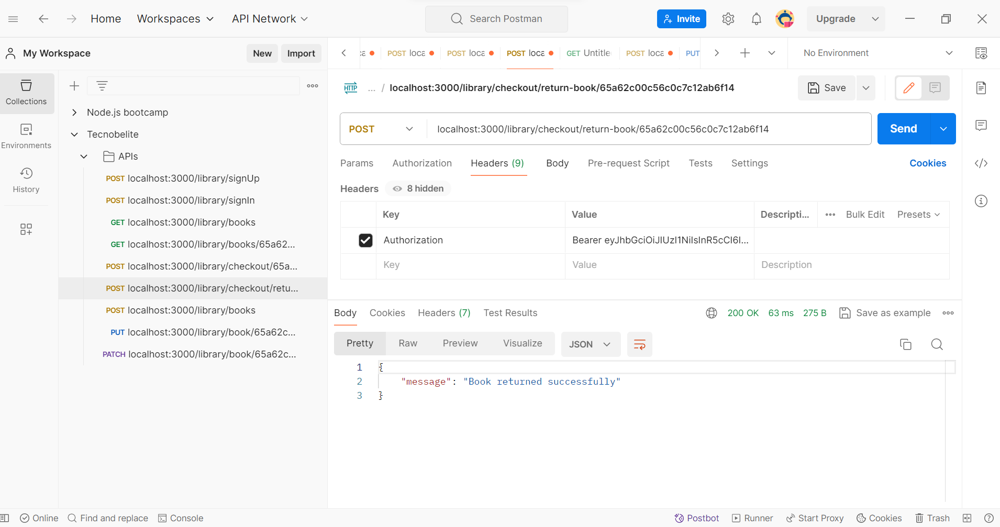 Home Workspaces API Network Search Postman Invite Upgrade
My Workspace New Import
POST loca POST loca POST loca GET Untitle POST loca PUT No Environment
Collections
Environments
History
Node.js bootcamp
Tecnobelite
APIs
POST localhost:3000/library/signUp
POST localhost:3000/library/signIn
GET localhost:3000/library/books
GET localhost:3000/library/books/65a62...
POST localhost:3000/library/checkout/65a...
POST localhost:3000/library/checkout/retu...
POST localhost:3000/library/books
PUT localhost:3000/library/book/65a62c...
PATCH localhost:3000/library/book/65a62c...
HTTP ... / localhost:3000/library/checkout/return-book/65a62c00c56c0c7c12ab6f14 Save
POST localhost:3000/library/checkout/return-book/65a62c00c56c0c7c12ab6f14 Send
Params Authorization Headers (9) Body Pre-request Script Tests Settings Cookies
Headers 8 hidden
Key Value Descripti... Bulk Edit Presets
Authorization Bearer eyJhbGciOiJIUzI1NiIsInR5cCI6I...
Key Value Description
Body Cookies Headers (7) Test Results 200 OK 63 ms 275 B Save as example
Pretty Raw Preview Visualize JSON
1 {
2 "message": "Book returned successfully"
3 }
Online Find and replace Console Postbot Runner Start Proxy Cookies Trash